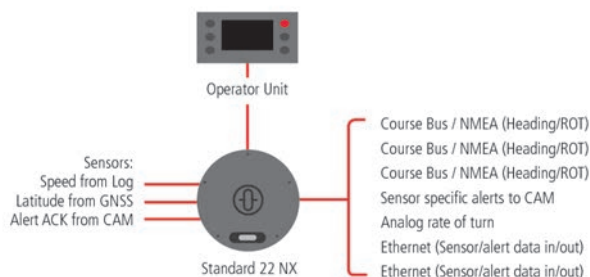 Operator Unit
Sensors:
Speed from Log
Latitude from GNSS
Alert ACK from CAM
Standard 22 NX
Course Bus / NMEA (Heading/ROT)
Course Bus / NMEA (Heading/ROT)
Course Bus / NMEA (Heading/ROT)
Sensor specific alerts to CAM
Analog rate of turn
Ethernet (Sensor/alert data in/out)
Ethernet (Sensor/alert data in/out)